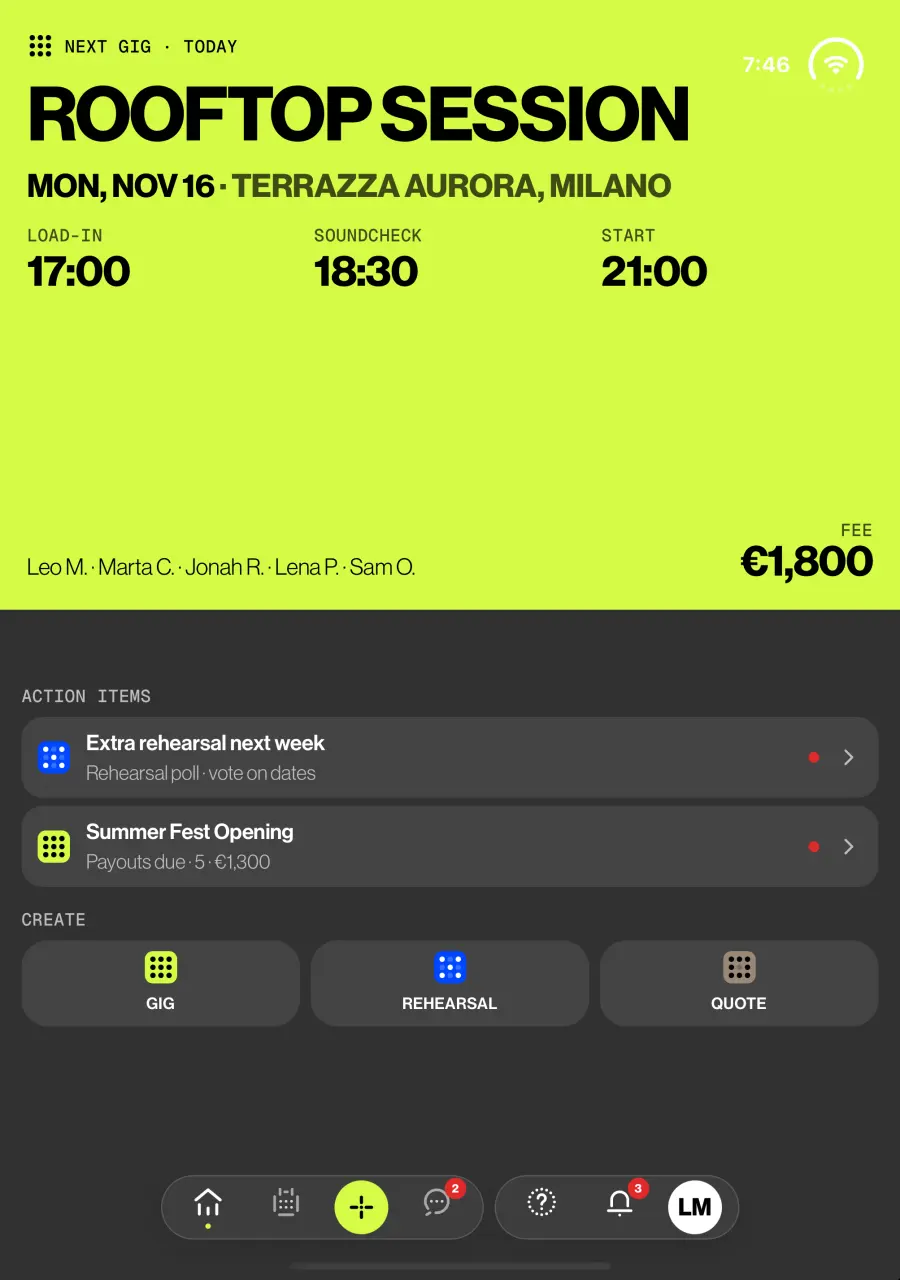 NEXT GIG · TODAY
7:46
ROOFTOP SESSION
MON, NOV 16 · TERRAZZA AURORA, MILANO
LOAD-IN SOUNDCHECK START
17:00 18:30 21:00
FEE
Leo M. · Marta C. · Jonah R. · Lena P. · Sam O. €1,800
ACTION ITEMS
Extra rehearsal next week
Rehearsal poll · vote on dates
Summer Fest Opening
Payouts due · 5 · €1,300
CREATE
GIG REHEARSAL QUOTE
2 ? 3 LM